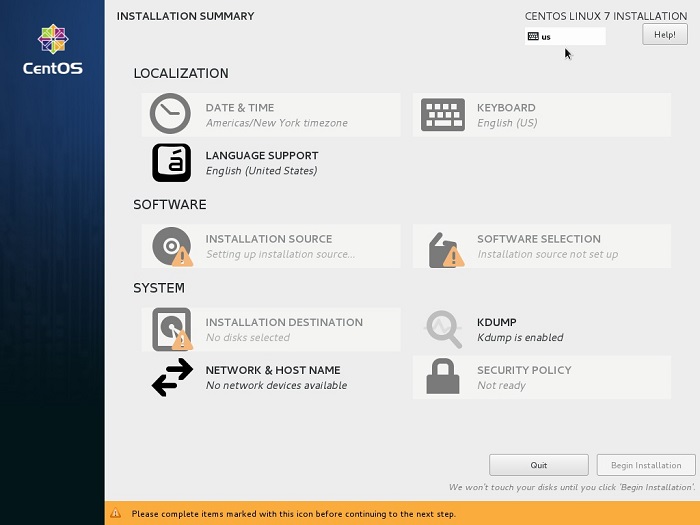 INSTALLATION SUMMARY
CENTOS LINUX 7 INSTALLATION
us
Help!
CentOS
LOCALIZATION
DATE & TIME
Americas/New York timezone
KEYBOARD
English (US)
LANGUAGE SUPPORT
English (United States)
SOFTWARE
INSTALLATION SOURCE
Setting up installation source...
SOFTWARE SELECTION
Installation source not set up
SYSTEM
INSTALLATION DESTINATION
No disks selected
KDUMP
Kdump is enabled
NETWORK & HOST NAME
No network devices available
SECURITY POLICY
Not ready
Quit
Begin Installation
We won't touch your disks until you click 'Begin Installation'.
Please complete items marked with this icon before continuing to the next step.